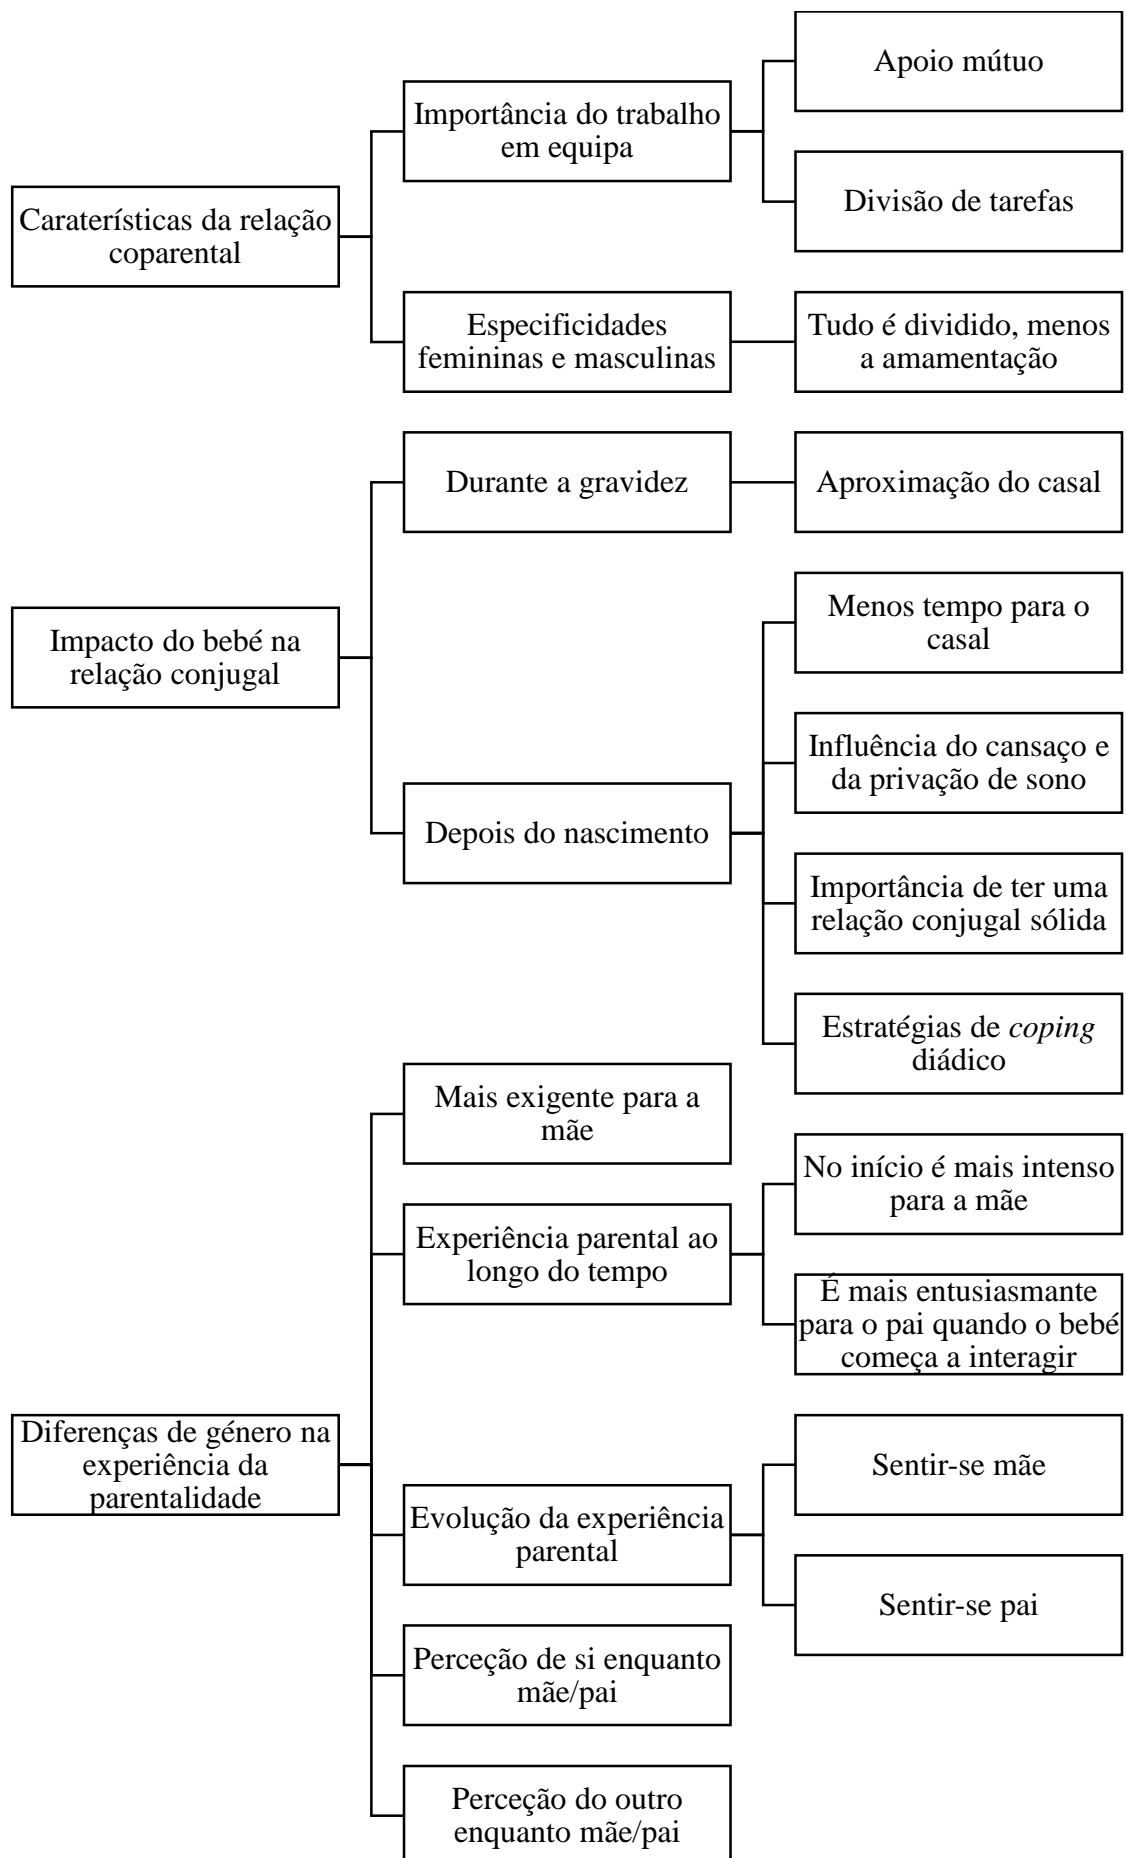 Caraterísticas da relação
coparental
Importância do trabalho
em equipa
Apoio mútuo
Divisão de tarefas
Especificidades
femininas e masculinas
Tudo é dividido, menos
a amamentação
Impacto do bebé na
relação conjugal
Durante a gravidez
Aproximação do casal
Depois do nascimento
Menos tempo para o
casal
Influência do cansaço e
da privação de sono
Importância de ter uma
relação conjugal sólida
Estratégias de coping
diádico
Diferenças de género na
experiência da
parentalidade
Mais exigente para a
mãe
Experiência parental ao
longo do tempo
No início é mais intenso
para a mãe
É mais entusiasmante
para o pai quando o bebé
começa a interagir
Evolução da experiência
parental
Sentir-se mãe
Sentir-se pai
Perceção de si enquanto
mãe/pai
Perceção do outro
enquanto mãe/pai